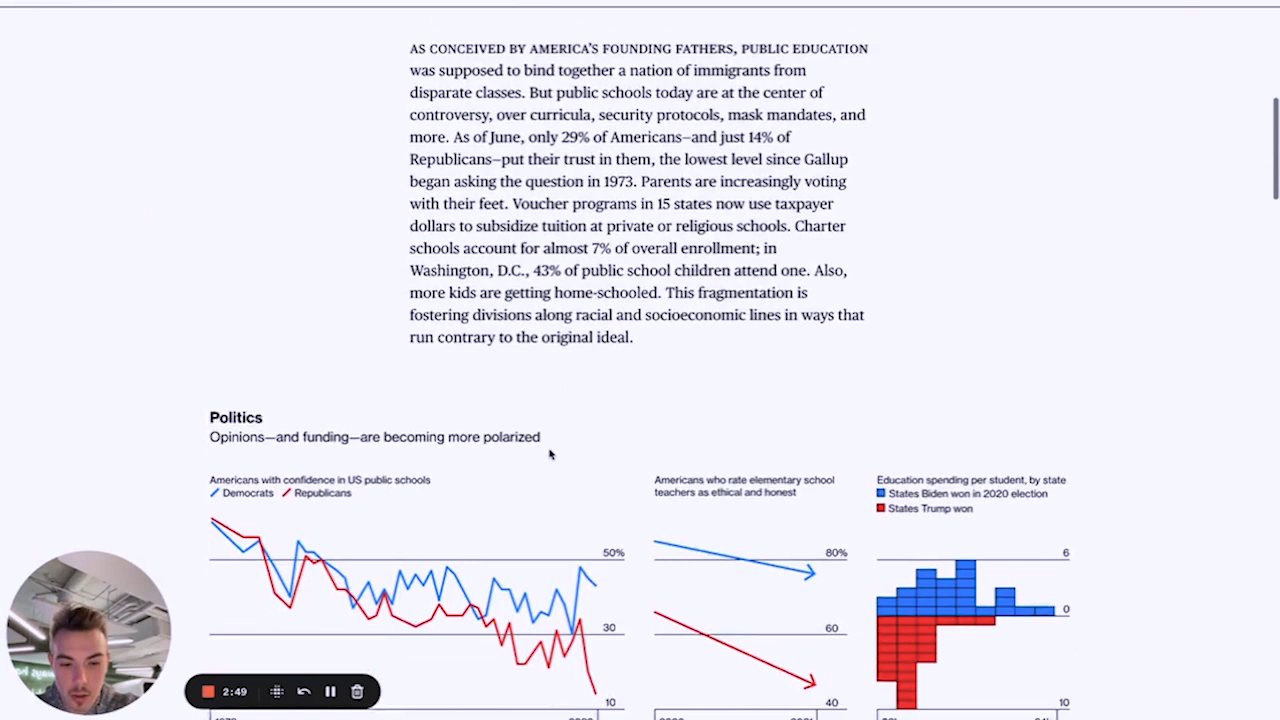 AS CONCEIVED BY AMERICA'S FOUNDING FATHERS, PUBLIC EDUCATION
was supposed to bind together a nation of immigrants from
disparate classes. But public schools today are at the center of
controversy, over curricula, security protocols, mask mandates, and
more. As of June, only 29% of Americans—and just 14% of
Republicans—put their trust in them, the lowest level since Gallup
began asking the question in 1973. Parents are increasingly voting
with their feet. Voucher programs in 15 states now use taxpayer
dollars to subsidize tuition at private or religious schools. Charter
schools account for almost 7% of overall enrollment; in
Washington, D.C., 43% of public school children attend one. Also,
more kids are getting home-schooled. This fragmentation is
fostering divisions along racial and socioeconomic lines in ways that
run contrary to the original ideal.
Politics
Opinions—and funding—are becoming more polarized
Americans with confidence in US public schools
Democrats Republicans
50%
30
10
Americans who rate elementary school
teachers as ethical and honest
80%
60
40
Education spending per student, by state
States Biden won in 2020 election
States Trump won
6
0
10
2:49